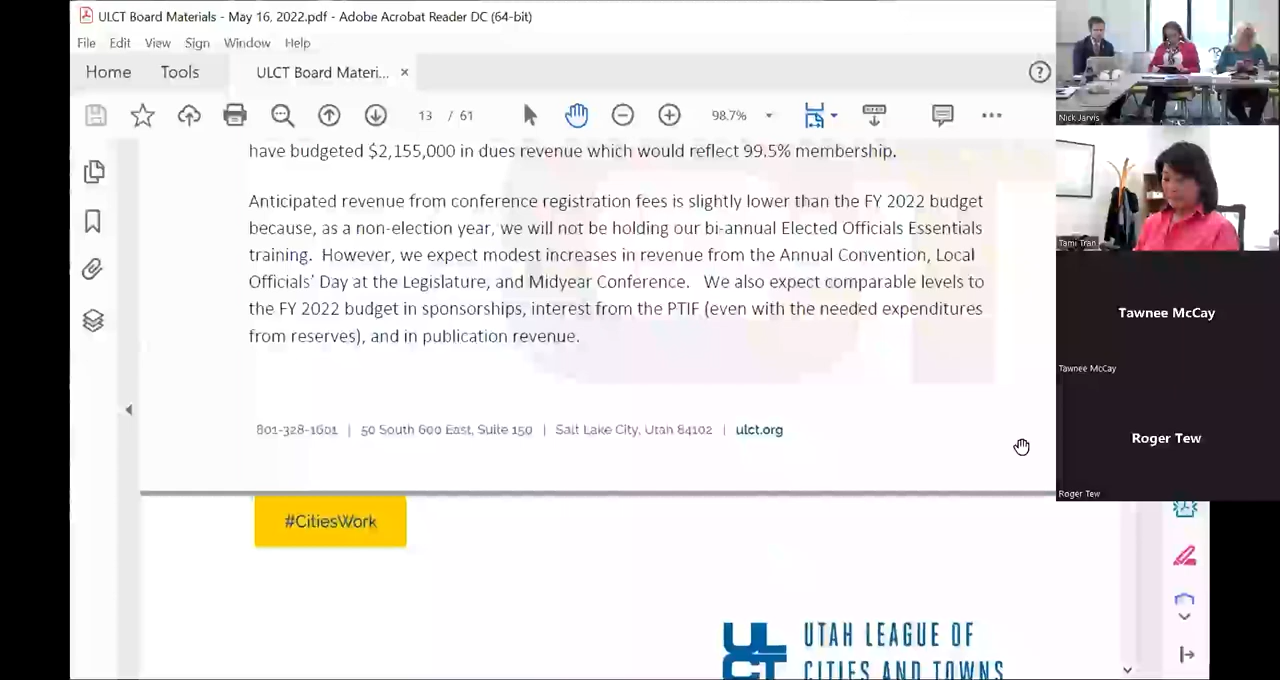 ULCT Board Materials - May 16, 2022.pdf - Adobe Acrobat Reader DC (64-bit)
File Edit View Sign Window Help
Home Tools ULCT Board Materi... ×
13 / 61 98.7%
have budgeted $2,155,000 in dues revenue which would reflect 99.5% membership.
Anticipated revenue from conference registration fees is slightly lower than the FY 2022 budget
because, as a non-election year, we will not be holding our bi-annual Elected Officials Essentials
training. However, we expect modest increases in revenue from the Annual Convention, Local
Officials' Day at the Legislature, and Midyear Conference. We also expect comparable levels to
the FY 2022 budget in sponsorships, interest from the PTIF (even with the needed expenditures
from reserves), and in publication revenue.
801-328-1601 | 50 South 600 East, Suite 150 | Salt Lake City, Utah 84102 | ulct.org
#CitiesWork
ULCT
UTAH LEAGUE OF
CITIES AND TOWNS
Nick Jarvis
Tami Tran
Tawnee McCay
Tawnee McCay
Roger Tew
Roger Tew